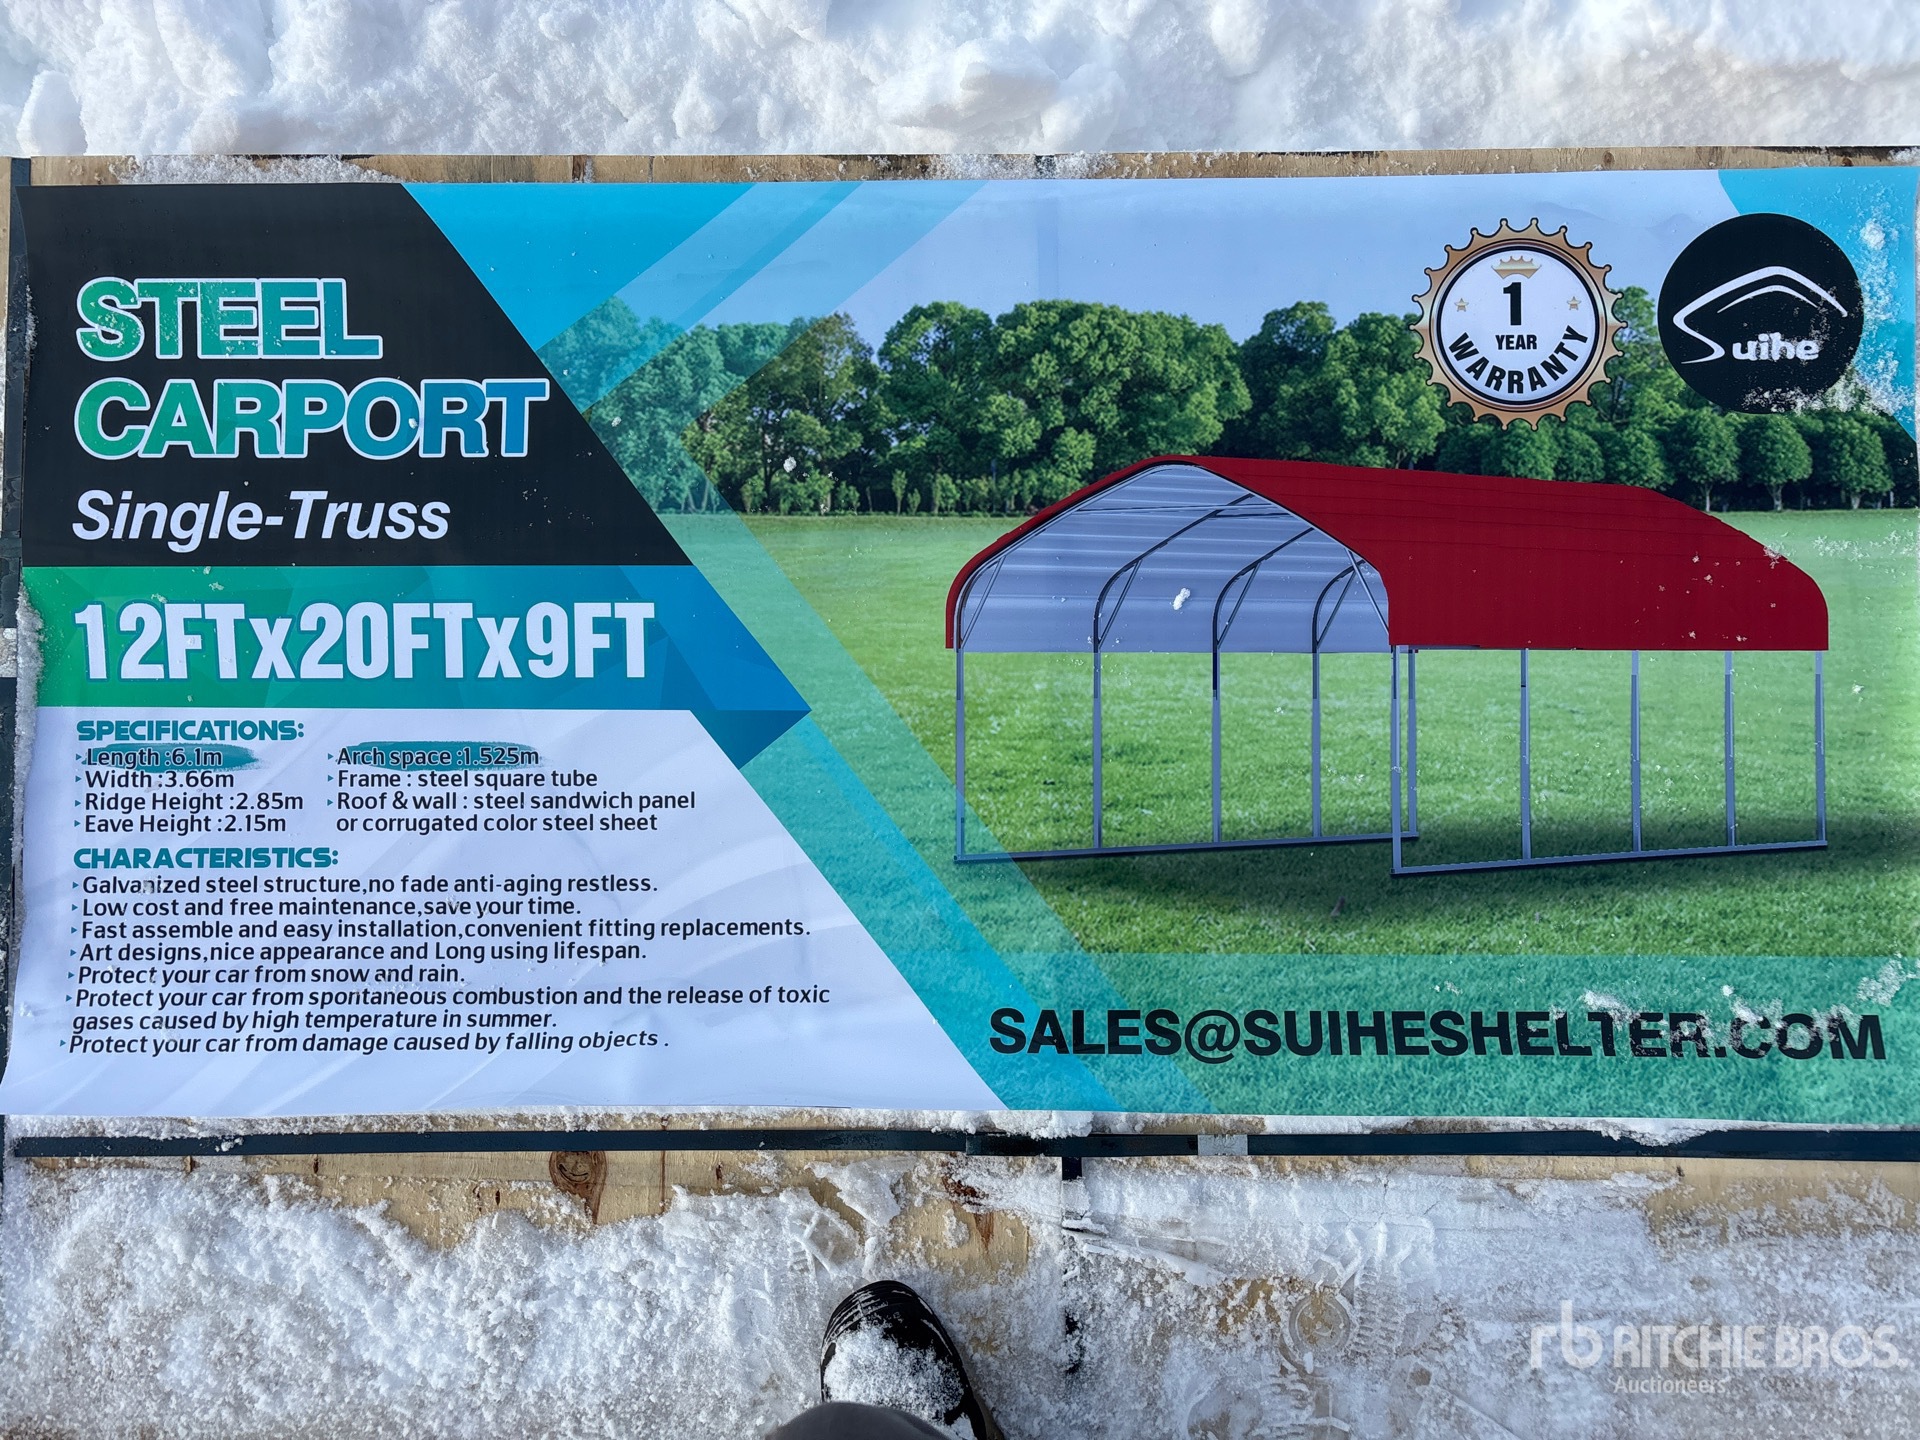 STEEL
CARPORT
Single-Truss
12FTx20FTx9FT
SPECIFICATIONS:
Length :6.1m
Width :3.66m
Ridge Height :2.85m
Eave Height :2.15m
Arch space :1.525m
Frame : steel square tube
Roof & wall : steel sandwich panel
or corrugated color steel sheet
CHARACTERISTICS:
Galvanized steel structure,no fade anti-aging restless.
Low cost and free maintenance,save your time.
Fast assemble and easy installation,convenient fitting replacements.
Art designs,nice appearance and Long using lifespan.
Protect your car from snow and rain.
Protect your car from spontaneous combustion and the release of toxic
gases caused by high temperature in summer.
Protect your car from damage caused by falling objects .
1
YEAR
WARRANTY
Suihe
SALES@SUIHESHELTER.COM
rb RITCHIE BROS.
Auctioneers